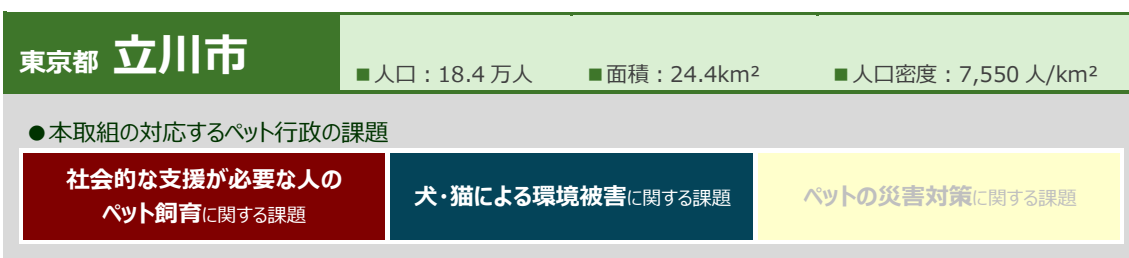 東京都 立川市
■人口：18.4万人 ■面積：24.4km² ■人口密度：7,550人/km²
●本取組の対応するペット行政の課題
社会的な支援が必要な人の
ペット飼育に関する課題
犬・猫による環境被害に関する課題
ペットの災害対策に関する課題